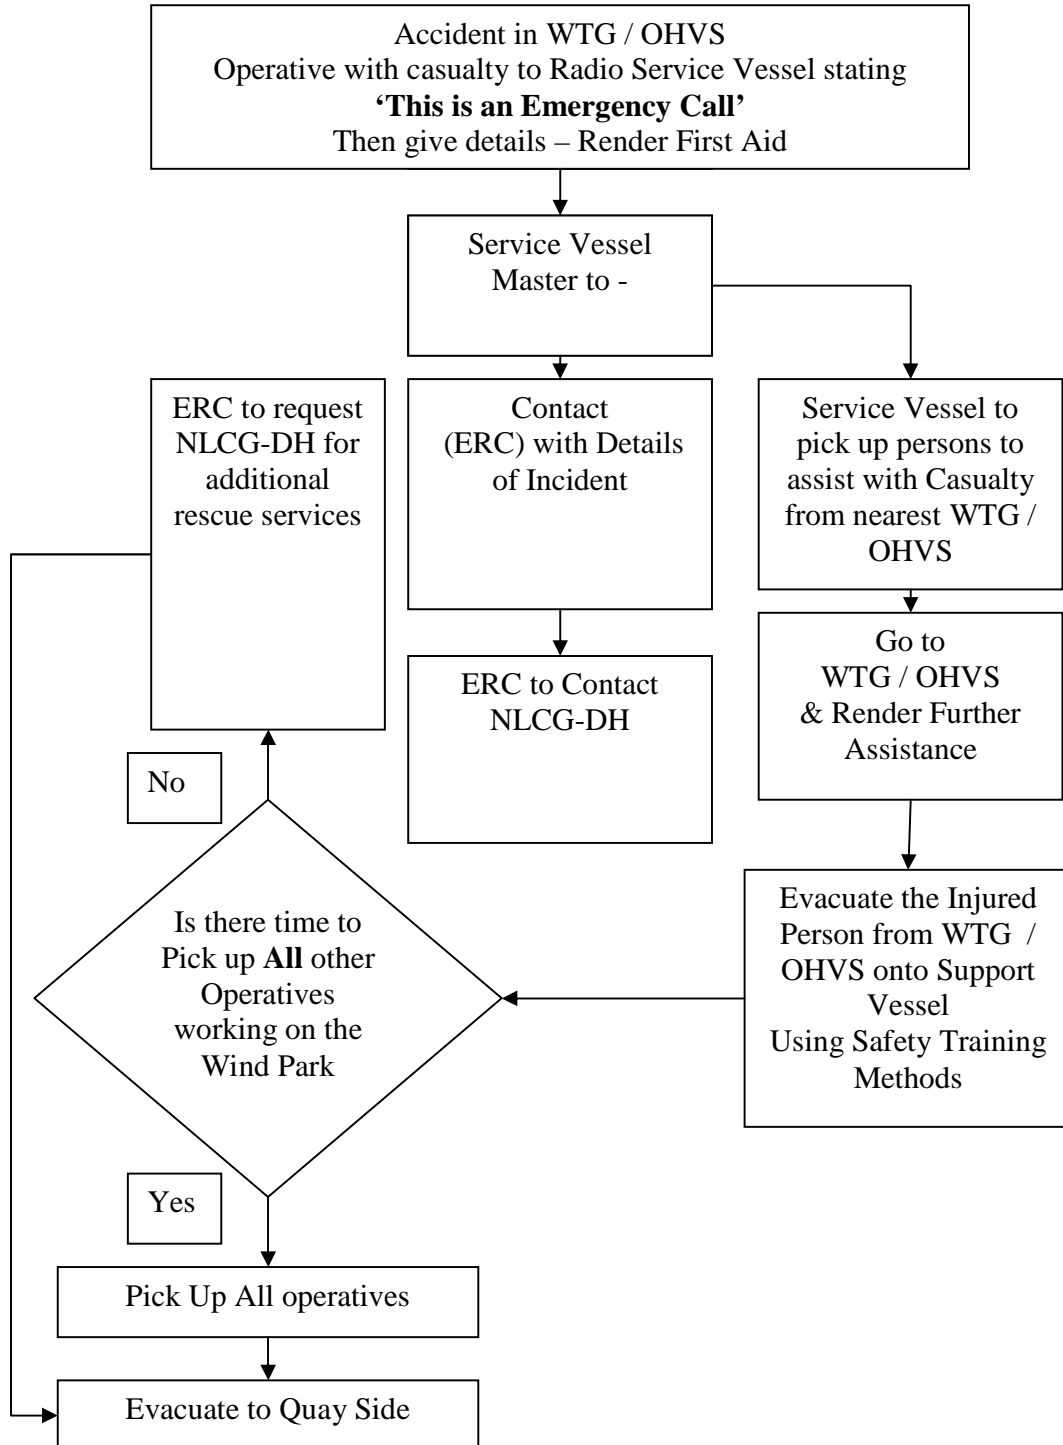 Accident in WTG / OHVS
Operative with casualty to Radio Service Vessel stating
‘This is an Emergency Call’
Then give details – Render First Aid
Service Vessel
Master to -
ERC to request
NLCG-DH for
additional
rescue services
Contact
(ERC) with Details
of Incident
Service Vessel to
pick up persons to
assist with Casualty
from nearest WTG /
OHVS
ERC to Contact
NLCG-DH
Go to
WTG / OHVS
& Render Further
Assistance
No
Evacuate the Injured
Person from WTG /
OHVS onto Support
Vessel
Using Safety Training
Methods
Is there time to
Pick up All other
Operatives
working on the
Wind Park
Yes
Pick Up All operatives
Evacuate to Quay Side